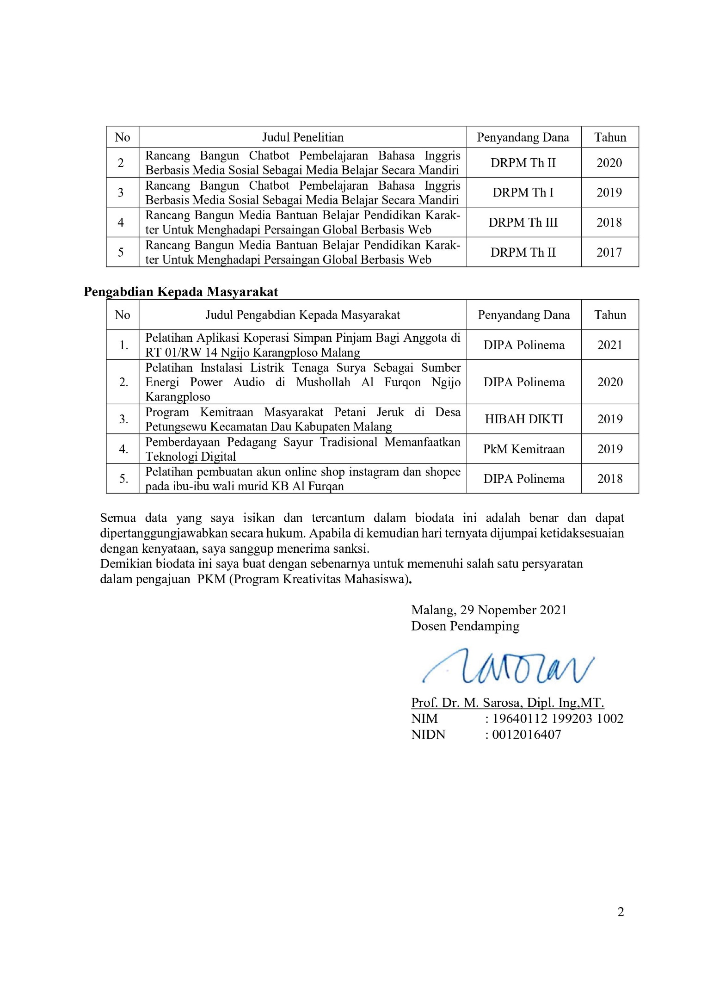 No Judul Penelitian Penyandang Dana Tahun
2 Rancang Bangun Chatbot Pembelajaran Bahasa Inggris
Berbasis Media Sosial Sebagai Media Belajar Secara Mandiri DRPM Th II 2020
3 Rancang Bangun Chatbot Pembelajaran Bahasa Inggris
Berbasis Media Sosial Sebagai Media Belajar Secara Mandiri DRPM Th I 2019
4 Rancang Bangun Media Bantuan Belajar Pendidikan Karak-
ter Untuk Menghadapi Persaingan Global Berbasis Web DRPM Th III 2018
5 Rancang Bangun Media Bantuan Belajar Pendidikan Karak-
ter Untuk Menghadapi Persaingan Global Berbasis Web DRPM Th II 2017
Pengabdian Kepada Masyarakat
No Judul Pengabdian Kepada Masyarakat Penyandang Dana Tahun
1. Pelatihan Aplikasi Koperasi Simpan Pinjam Bagi Anggota di
RT 01/RW 14 Ngijo Karangploso Malang DIPA Polinema 2021
2. Pelatihan Instalasi Listrik Tenaga Surya Sebagai Sumber
Energi Power Audio di Mushollah Al Furqon Ngijo
Karangploso DIPA Polinema 2020
3. Program Kemitraan Masyarakat Petani Jeruk di Desa
Petungsewu Kecamatan Dau Kabupaten Malang HIBAH DIKTI 2019
4. Pemberdayaan Pedagang Sayur Tradisional Memanfaatkan
Teknologi Digital PkM Kemitraan 2019
5. Pelatihan pembuatan akun online shop instagram dan shopee
pada ibu-ibu wali murid KB Al Furqan DIPA Polinema 2018
Semua data yang saya isikan dan tercantum dalam biodata ini adalah benar dan dapat
dipertanggungjawabkan secara hukum. Apabila di kemudian hari ternyata dijumpai ketidaksesuaian
dengan kenyataan, saya sanggup menerima sanksi.
Demikian biodata ini saya buat dengan sebenarnya untuk memenuhi salah satu persyaratan
dalam pengajuan PKM (Program Kreativitas Mahasiswa).
Malang, 29 Nopember 2021
Dosen Pendamping
Prof. Dr. M. Sarosa, Dipl. Ing,MT.
NIM : 19640112 199203 1002
NIDN : 0012016407
2